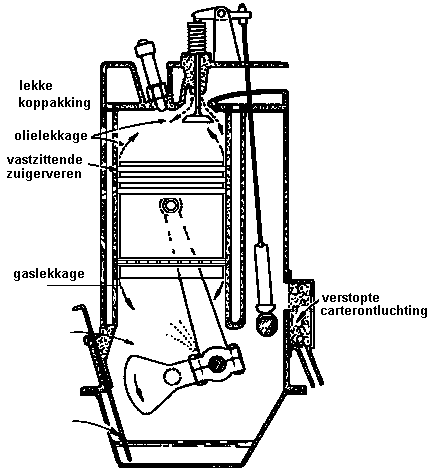 lekke
koppakking
olielekkage
vastzittende
zuigerveren
gaslekkage
verstopte
carterontluchting